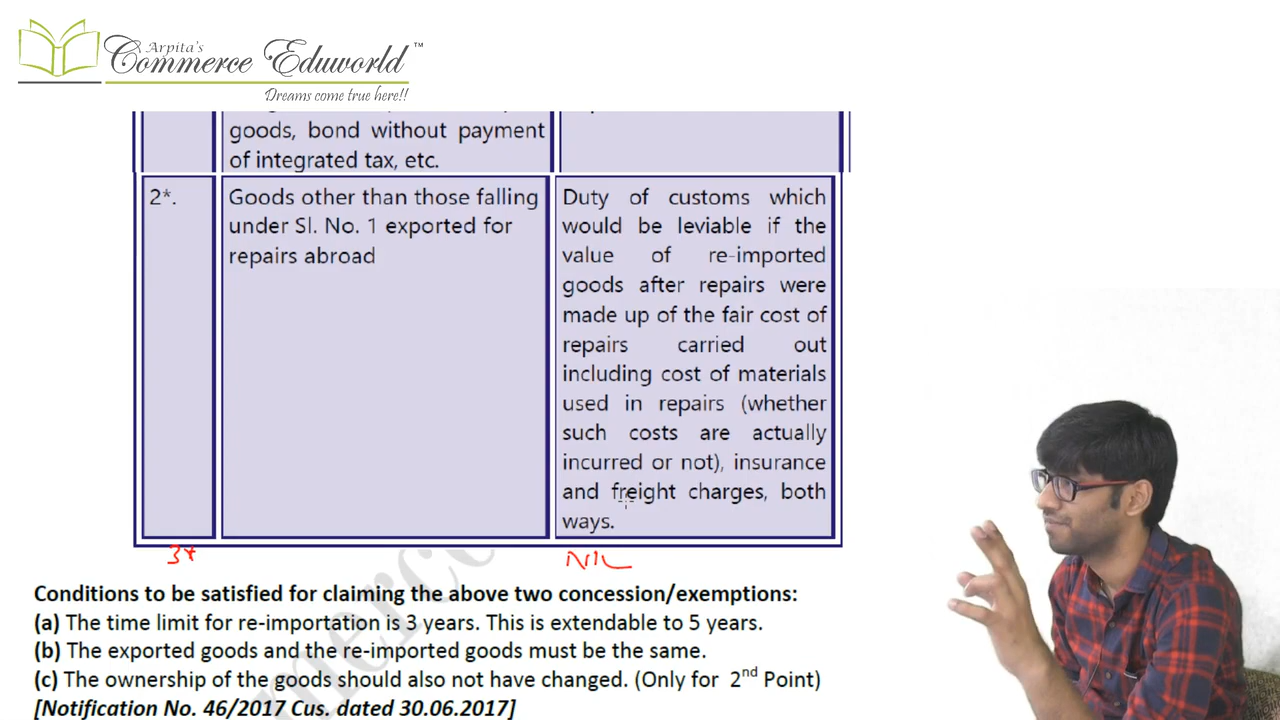 Arpita's
Commerce Eduworld™
Dreams come true here!!
goods, bond without payment
of integrated tax, etc.
2*.
Goods other than those falling
under Sl. No. 1 exported for
repairs abroad
Duty of customs which
would be leviable if the
value of re-imported
goods after repairs were
made up of the fair cost of
repairs carried out
including cost of materials
used in repairs (whether
such costs are actually
incurred or not), insurance
and freight charges, both
ways.
3*
NIL
Conditions to be satisfied for claiming the above two concession/exemptions:
(a) The time limit for re-importation is 3 years. This is extendable to 5 years.
(b) The exported goods and the re-imported goods must be the same.
(c) The ownership of the goods should also not have changed. (Only for 2nd Point)
[Notification No. 46/2017 Cus. dated 30.06.2017]